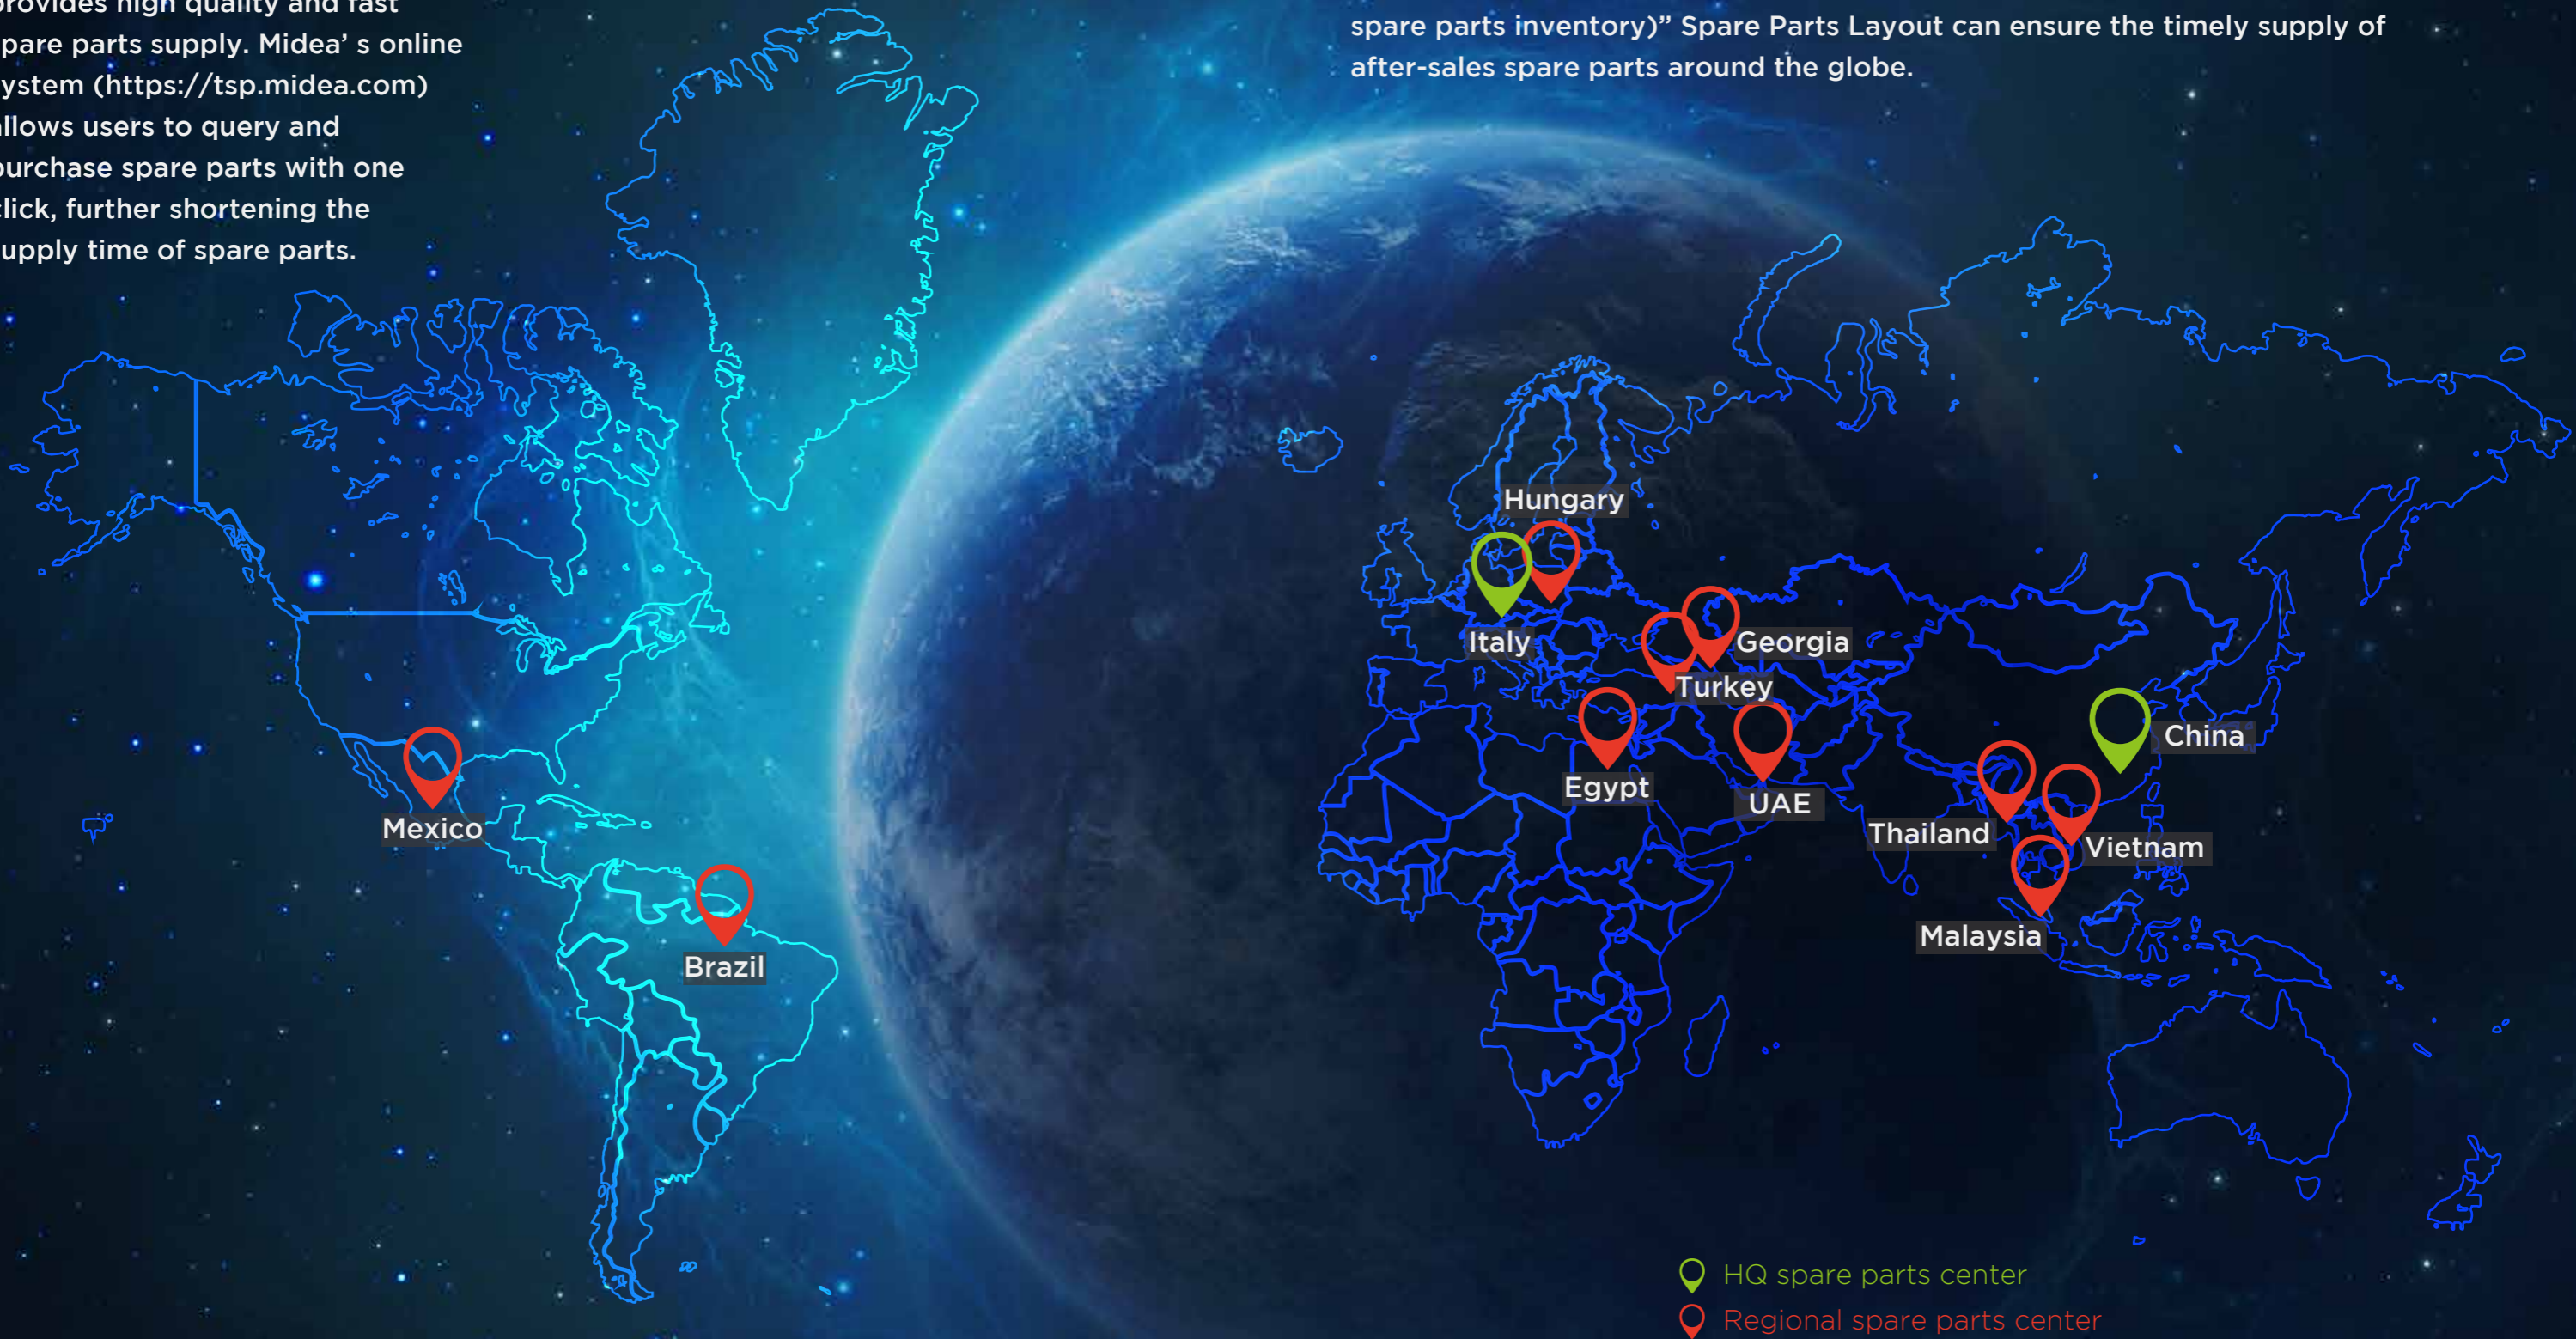 provides high quality and fast
spare parts supply. Midea' s online
system (https://tsp.midea.com)
allows users to query and
purchase spare parts with one
click, further shortening the
supply time of spare parts.
spare parts inventory)” Spare Parts Layout can ensure the timely supply of
after-sales spare parts around the globe.
Hungary
Italy
Georgia
Turkey
China
Egypt
UAE
Mexico
Thailand
Vietnam
Malaysia
Brazil
HQ spare parts center
Regional spare parts center